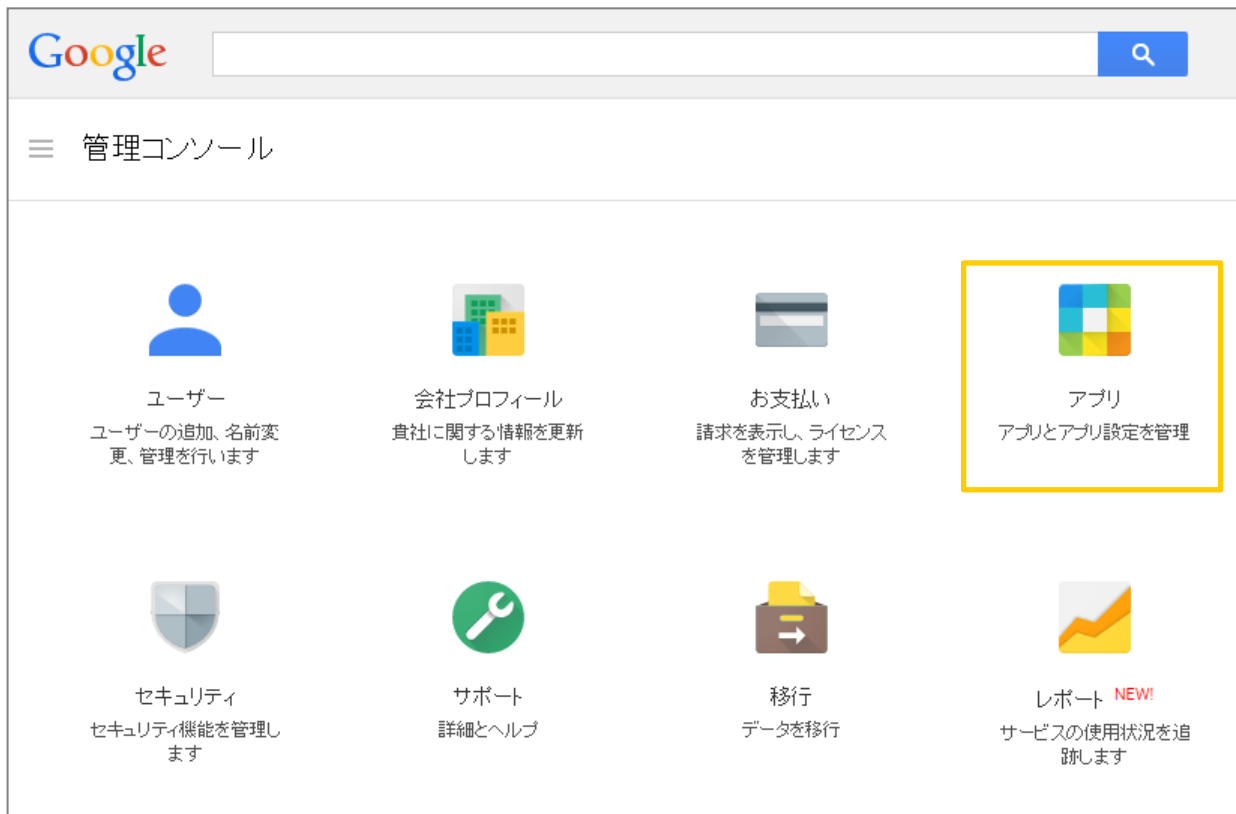 Google
管理コンソール
ユーザー
ユーザーの追加、名前変
更、管理を行います
会社プロフィール
貴社に関する情報を更新
します
お支払い
請求を表示し、ライセンス
を管理します
アプリ
アプリとアプリ設定を管理
セキュリティ
セキュリティ機能を管理し
ます
サポート
詳細とヘルプ
移行
データを移行
レポート NEW!
サービスの使用状況を追
跡します